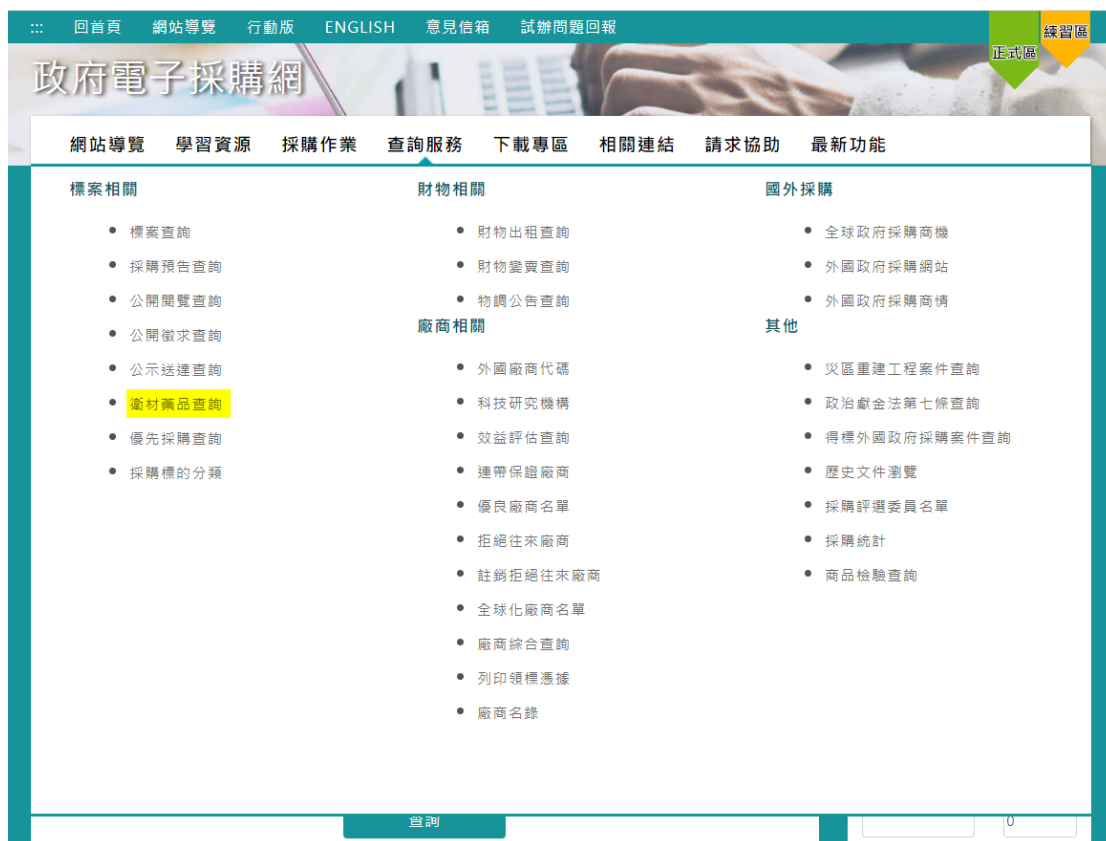 ::: 回首頁 網站導覽 行動版 ENGLISH 意見信箱 試辦問題回報
正式區 練習區
政府電子採購網
網站導覽 學習資源 採購作業 查詢服務 下載專區 相關連結 請求協助 最新功能
標案相關
標案查詢
採購預告查詢
公開閱覽查詢
公開徵求查詢
公示送達查詢
衛材藥品查詢
優先採購查詢
採購標的分類
財物相關
財物出租查詢
財物變賣查詢
物調公告查詢
廠商相關
外國廠商代碼
科技研究機構
效益評估查詢
連帶保證廠商
優良廠商名單
拒絕往來廠商
註銷拒絕往來廠商
全球化廠商名單
廠商綜合查詢
列印領標憑據
廠商名錄
國外採購
全球政府採購商機
外國政府採購網站
外國政府採購商情
其他
災區重建工程案件查詢
政治獻金法第七條查詢
得標外國政府採購案件查詢
歷史文件瀏覽
採購評選委員名單
採購統計
商品檢驗查詢
查詢
0